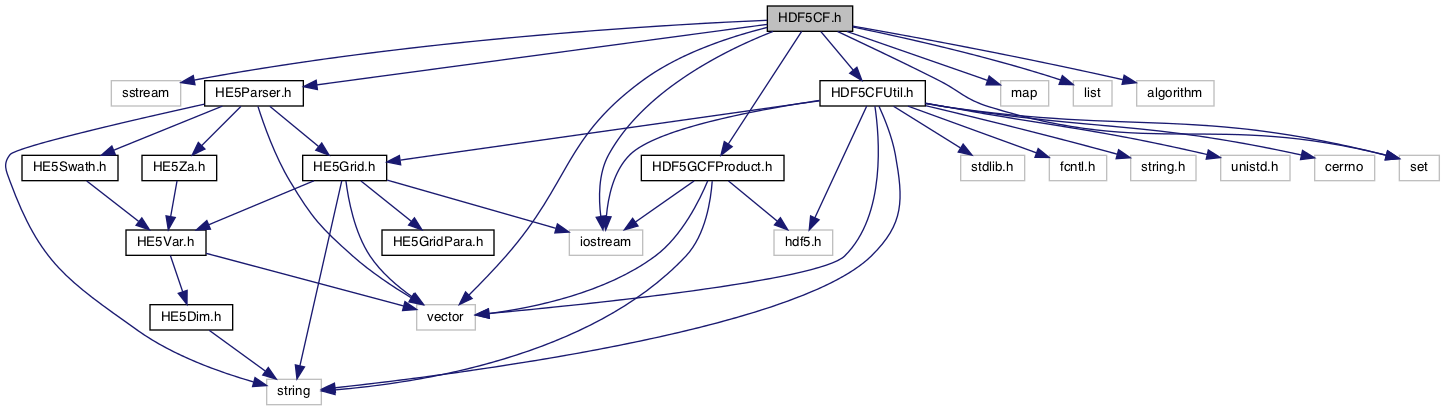 HDF5CF.h
sstream
HE5Parser.h
HDF5CFUtil.h
map
list
algorithm
HE5Swath.h
HE5Za.h
HE5Grid.h
HDF5GCFProduct.h
stdlib.h
fcntl.h
string.h
unistd.h
cerrno
set
HE5Var.h
HE5GridPara.h
iostream
hdf5.h
HE5Dim.h
vector
string